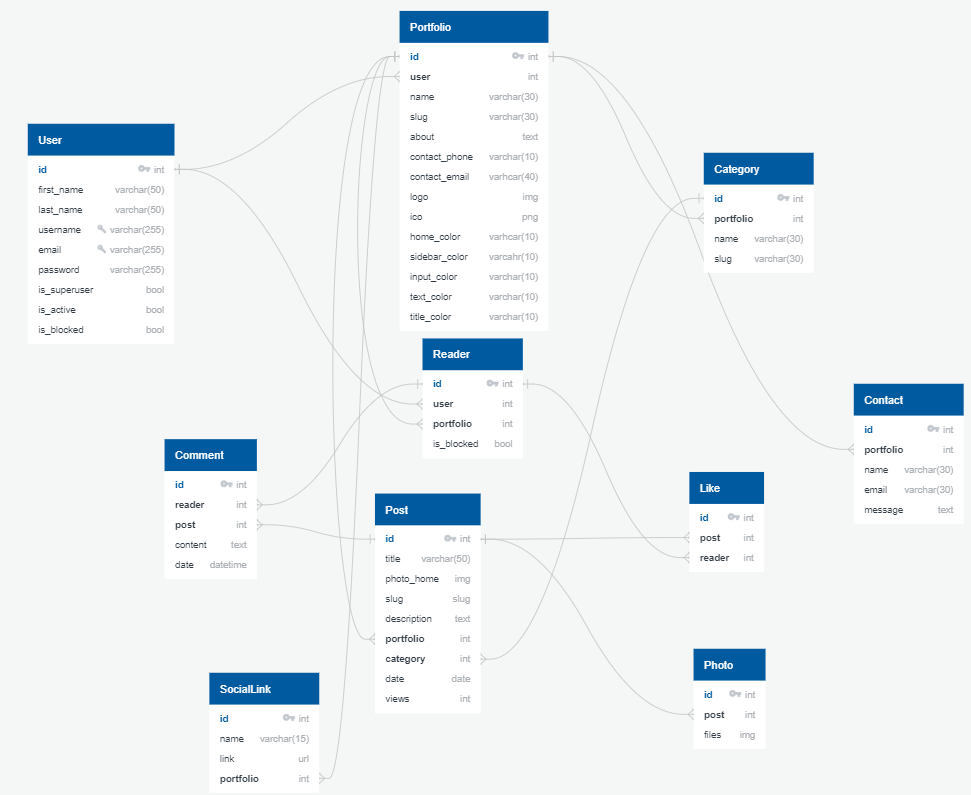 Portfolio
id int
user int
name varchar(30)
slug varchar(30)
about text
contact_phone varchar(10)
contact_email varhcar(40)
logo img
ico png
home_color varhcar(10)
sidebar_color varcahr(10)
input_color varchar(10)
text_color varchar(10)
title_color varchar(10)
User
id int
first_name varchar(50)
last_name varchar(50)
username varchar(255)
email varchar(255)
password varchar(255)
is_superuser bool
is_active bool
is_blocked bool
Category
id int
portfolio int
name varchar(30)
slug varchar(30)
Reader
id int
user int
portfolio int
is_blocked bool
Contact
id int
portfolio int
name varchar(30)
email varchar(30)
message text
Comment
id int
reader int
post int
content text
date datetime
Post
id int
title varchar(50)
photo_home img
slug slug
description text
portfolio int
category int
date date
views int
Like
id int
post int
reader int
Photo
id int
post int
files img
SocialLink
id int
name varchar(15)
link url
portfolio int